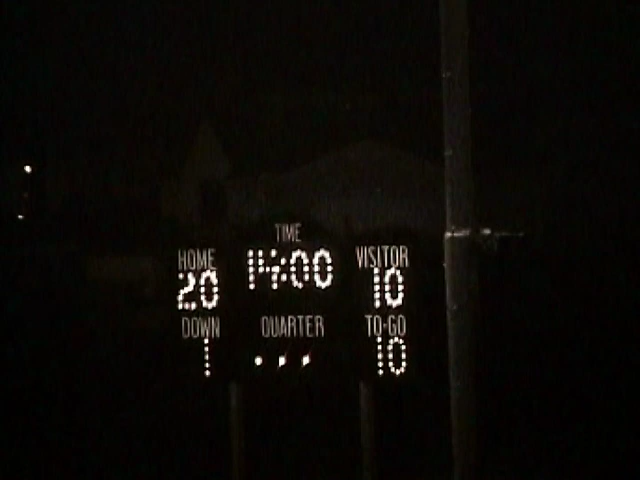 TIME
HOME VISITOR
20 14:00 10
DOWN QUARTER TO·GO
1 10